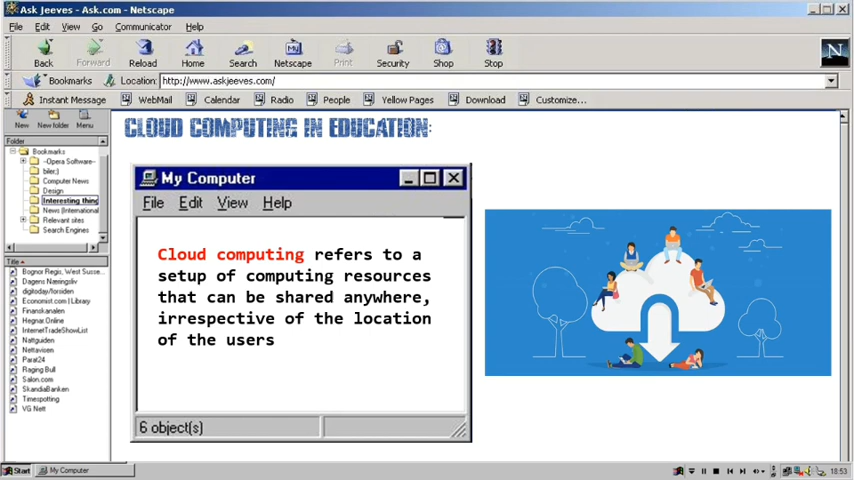 Ask Jeeves - Ask.com - Netscape
File Edit View Go Communicator Help
Back Forward Reload Home Search Netscape Print Security Shop Stop
Bookmarks Location: http://www.askjeeves.com/
Instant Message WebMail Calendar Radio People Yellow Pages Download Customize...
New New folder Menu
Folder
Bookmarks
-Opera Software-
biler;)
Computer News
Design
Interesting thing
News (International
Relevant sites
Search Engines
Title
Bognor Regis, West Susse...
Dagens Næringsliv
digitoday/forsiden
Economist.com | Library
Finanskanalen
Hegnar.Online
InternetTradeShowList
Nattguiden
Nettavisen
Raging Bull
Salon.com
SkandiaBanken
Timespotting
VG Nett
CLOUD COMPUTING IN EDUCATION:
My Computer
File Edit View Help
Cloud computing refers to a
setup of computing resources
that can be shared anywhere,
irrespective of the location
of the users
6 object(s)
Start My Computer 18:53